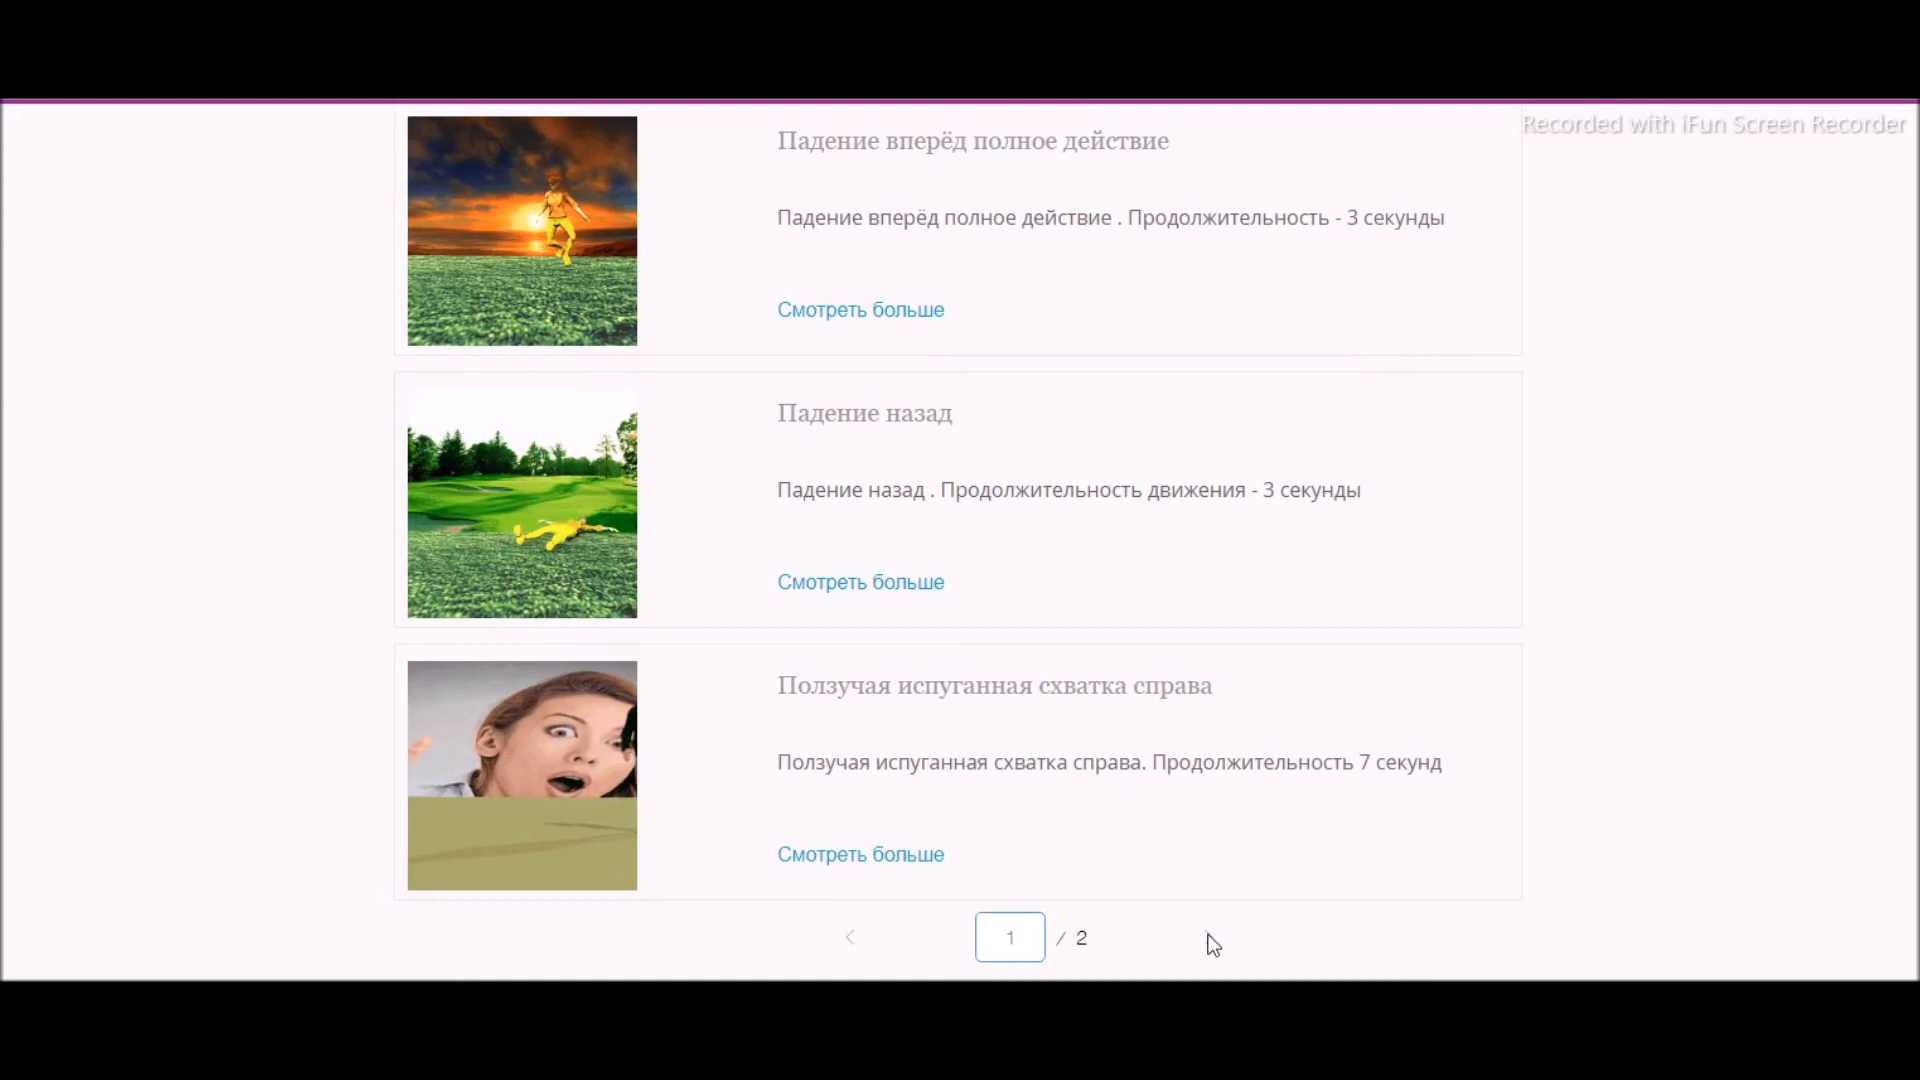 Recorded with iFun Screen Recorder
Падение вперёд полное действие
Падение вперёд полное действие . Продолжительность - 3 секунды
Смотреть больше
Падение назад
Падение назад . Продолжительность движения - 3 секунды
Смотреть больше
Ползучая испуганная схватка справа
Ползучая испуганная схватка справа. Продолжительность 7 секунд
Смотреть больше
1 / 2